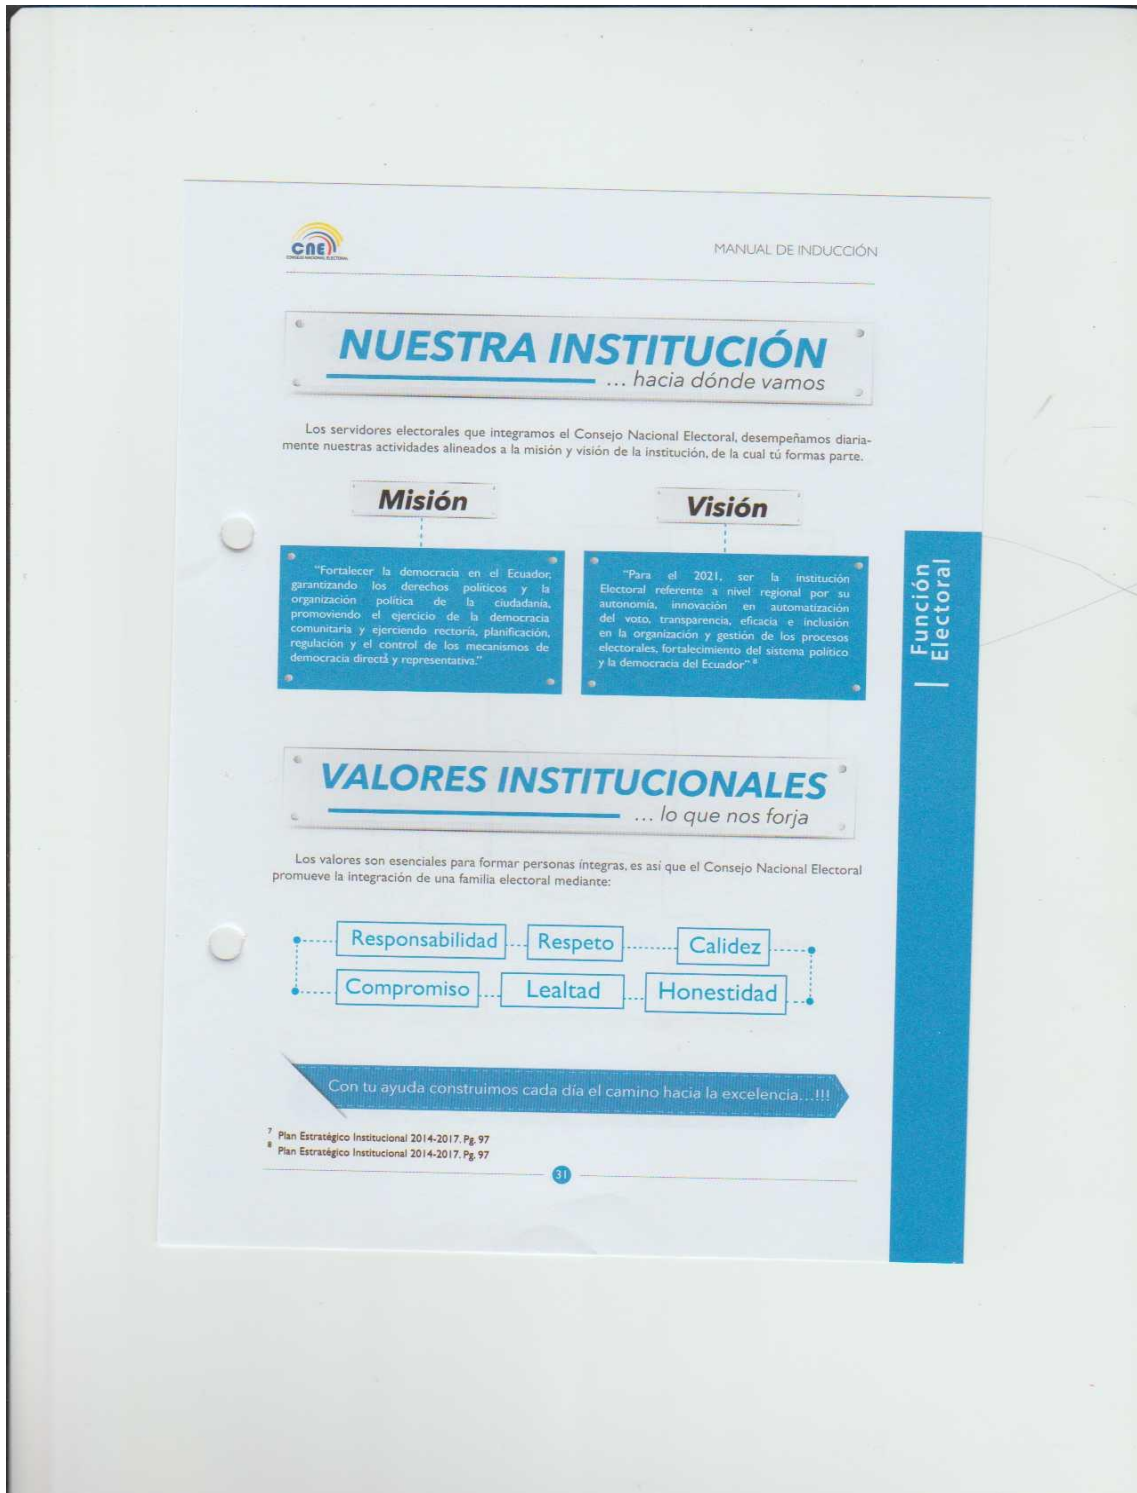 CNE
CONSEJO NACIONAL ELECTORAL
MANUAL DE INDUCCIÓN
NUESTRA INSTITUCIÓN
... hacia dónde vamos
Los servidores electorales que integramos el Consejo Nacional Electoral, desempeñamos diaria-
mente nuestras actividades alineados a la misión y visión de la institución, de la cual tú formas parte.
Misión
"Fortalecer la democracia en el Ecuador,
garantizando los derechos políticos y la
organización política de la ciudadanía,
promoviendo el ejercicio de la democracia
comunitaria y ejerciendo rectoría, planificación,
regulación y el control de los mecanismos de
democracia directa y representativa."
Visión
"Para el 2021, ser la institución
Electoral referente a nivel regional por su
autonomía, innovación en automatización
del voto, transparencia, eficacia e inclusión
en la organización y gestión de los procesos
electorales, fortalecimiento del sistema político
y la democracia del Ecuador" 8
Función
Electoral
VALORES INSTITUCIONALES
... lo que nos forja
Los valores son esenciales para formar personas íntegras, es así que el Consejo Nacional Electoral
promueve la integración de una familia electoral mediante:
Responsabilidad Respeto Calidez
Compromiso Lealtad Honestidad
Con tu ayuda construimos cada día el camino hacia la excelencia...!!!
7 Plan Estratégico Institucional 2014-2017. Pg. 97
8 Plan Estratégico Institucional 2014-2017. Pg. 97
31